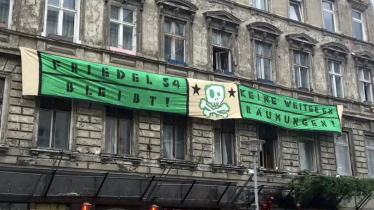 FRIEDEL 54
BLEIBT!
KEINE WEITEREN
RÄUMUNGEN!